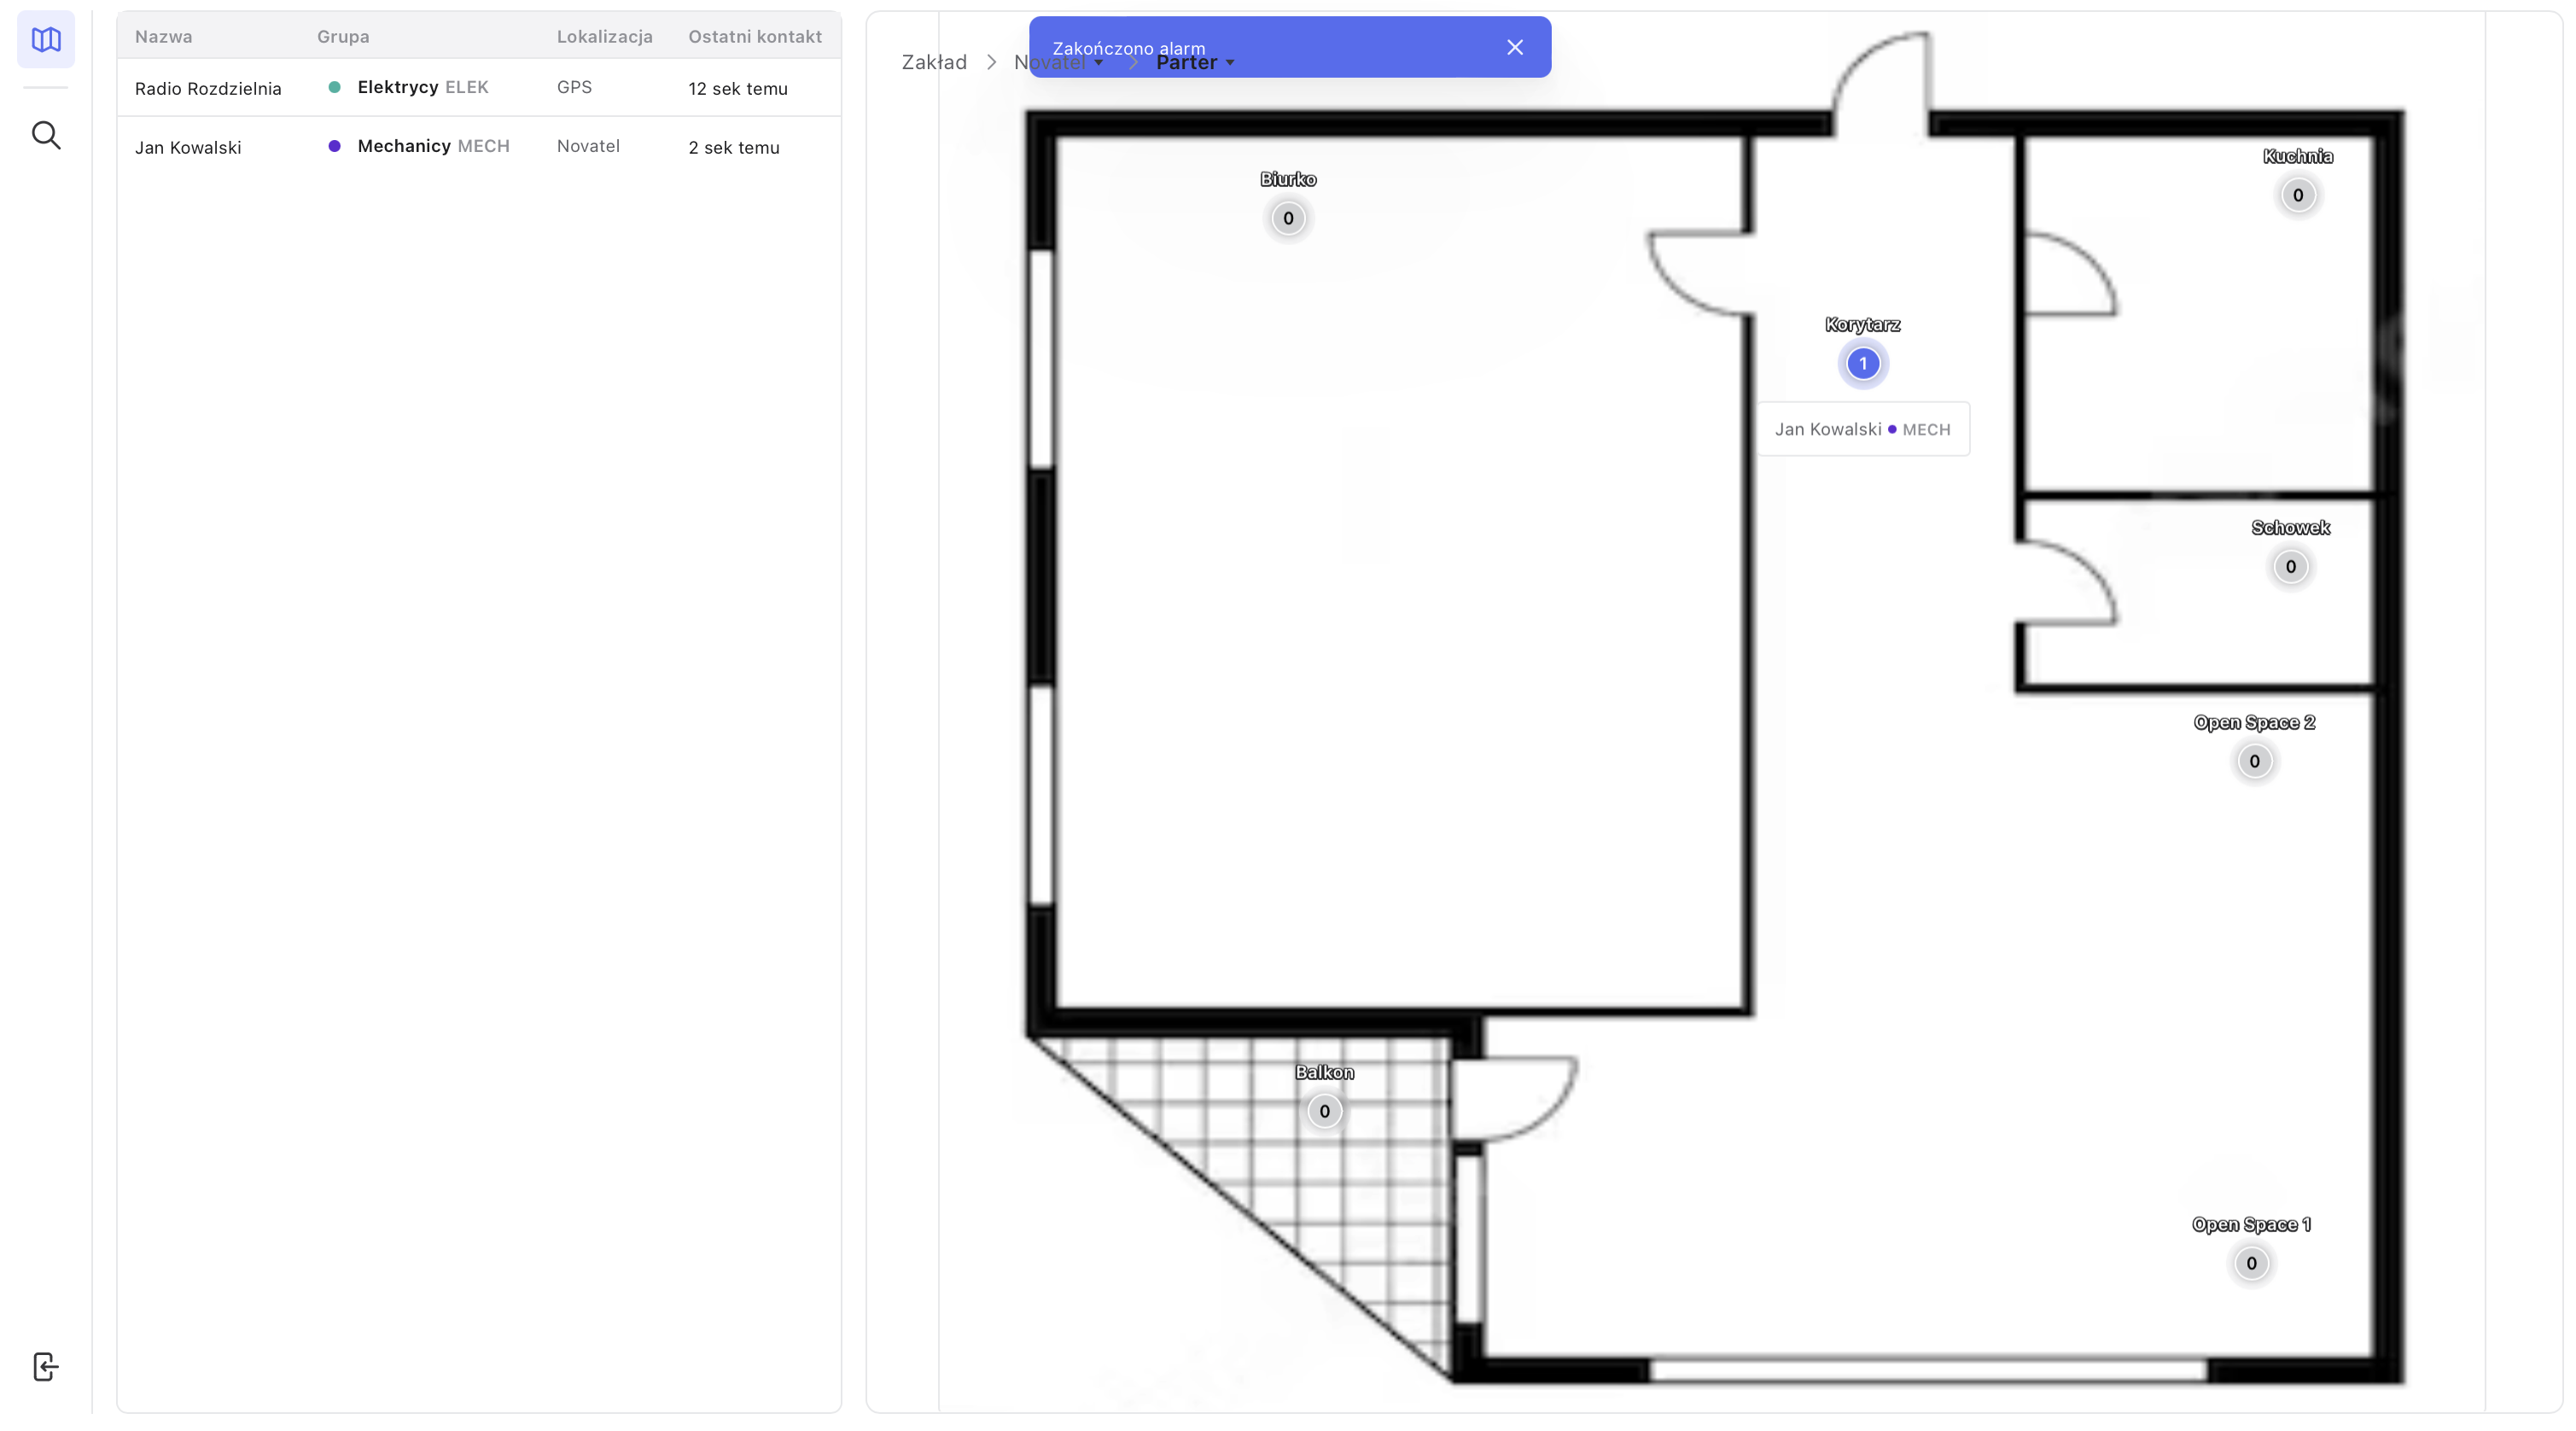 Nazwa Grupa Lokalizacja Ostatni kontakt
Radio Rozdzielnia Elektrycy ELEK GPS 12 sek temu
Jan Kowalski Mechanicy MECH Novatel 2 sek temu
Zakończono alarm
Zakład Novatel Parter
Biurko
0
Kuchnia
0
Korytarz
1
Jan Kowalski MECH
Schowek
0
Open Space 2
0
Balkon
0
Open Space 1
0